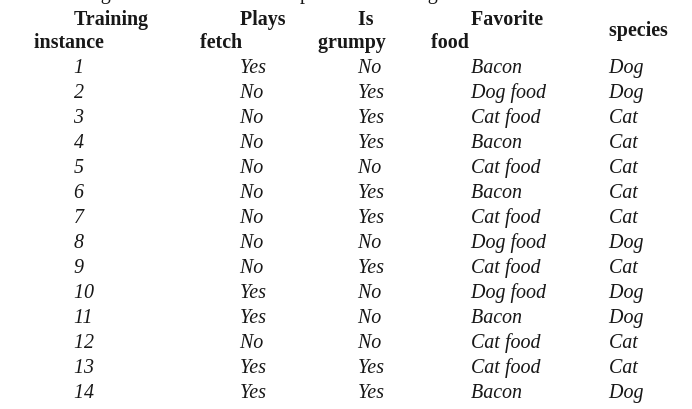 Training instance Plays fetch Is grumpy Favorite food species
1 Yes No Bacon Dog
2 No Yes Dog food Dog
3 No Yes Cat food Cat
4 No Yes Bacon Cat
5 No No Cat food Cat
6 No Yes Bacon Cat
7 No Yes Cat food Cat
8 No No Dog food Dog
9 No Yes Cat food Cat
10 Yes No Dog food Dog
11 Yes No Bacon Dog
12 No No Cat food Cat
13 Yes Yes Cat food Cat
14 Yes Yes Bacon Dog